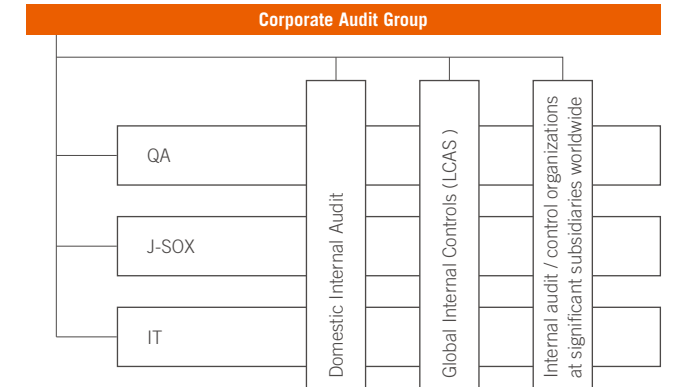 Corporate Audit Group
QA
J-SOX
IT
Domestic Internal Audit
Global Internal Controls (LCAS )
Internal audit / control organizations
at significant subsidiaries worldwide